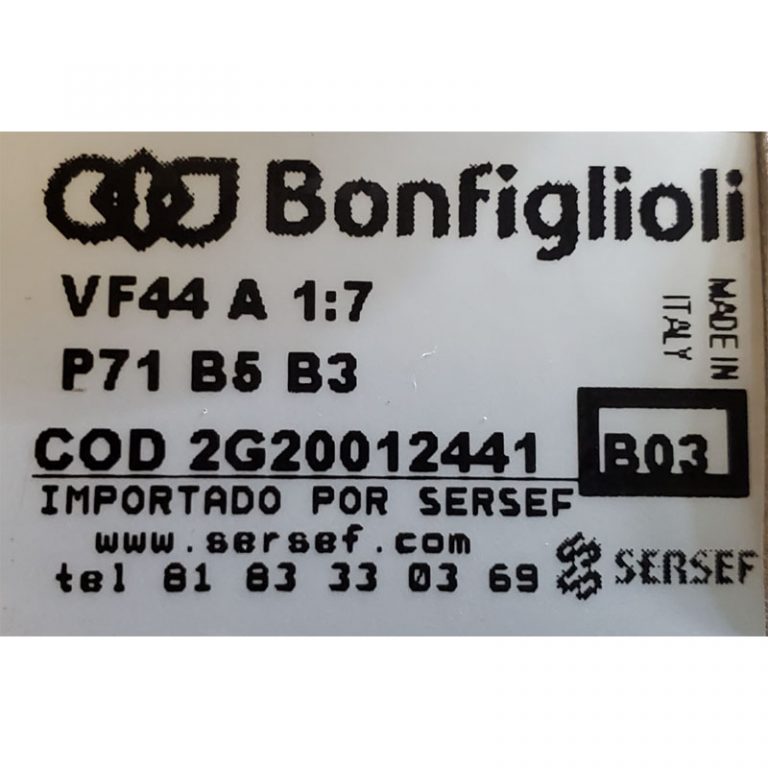 Bonfiglioli
VF44 A 1:7
P71 B5 B3
MADE IN
ITALY
COD 2G20012441
B03
IMPORTADO POR SERSEF
www.sersef.com
tel 81 83 33 03 69
SERSEF